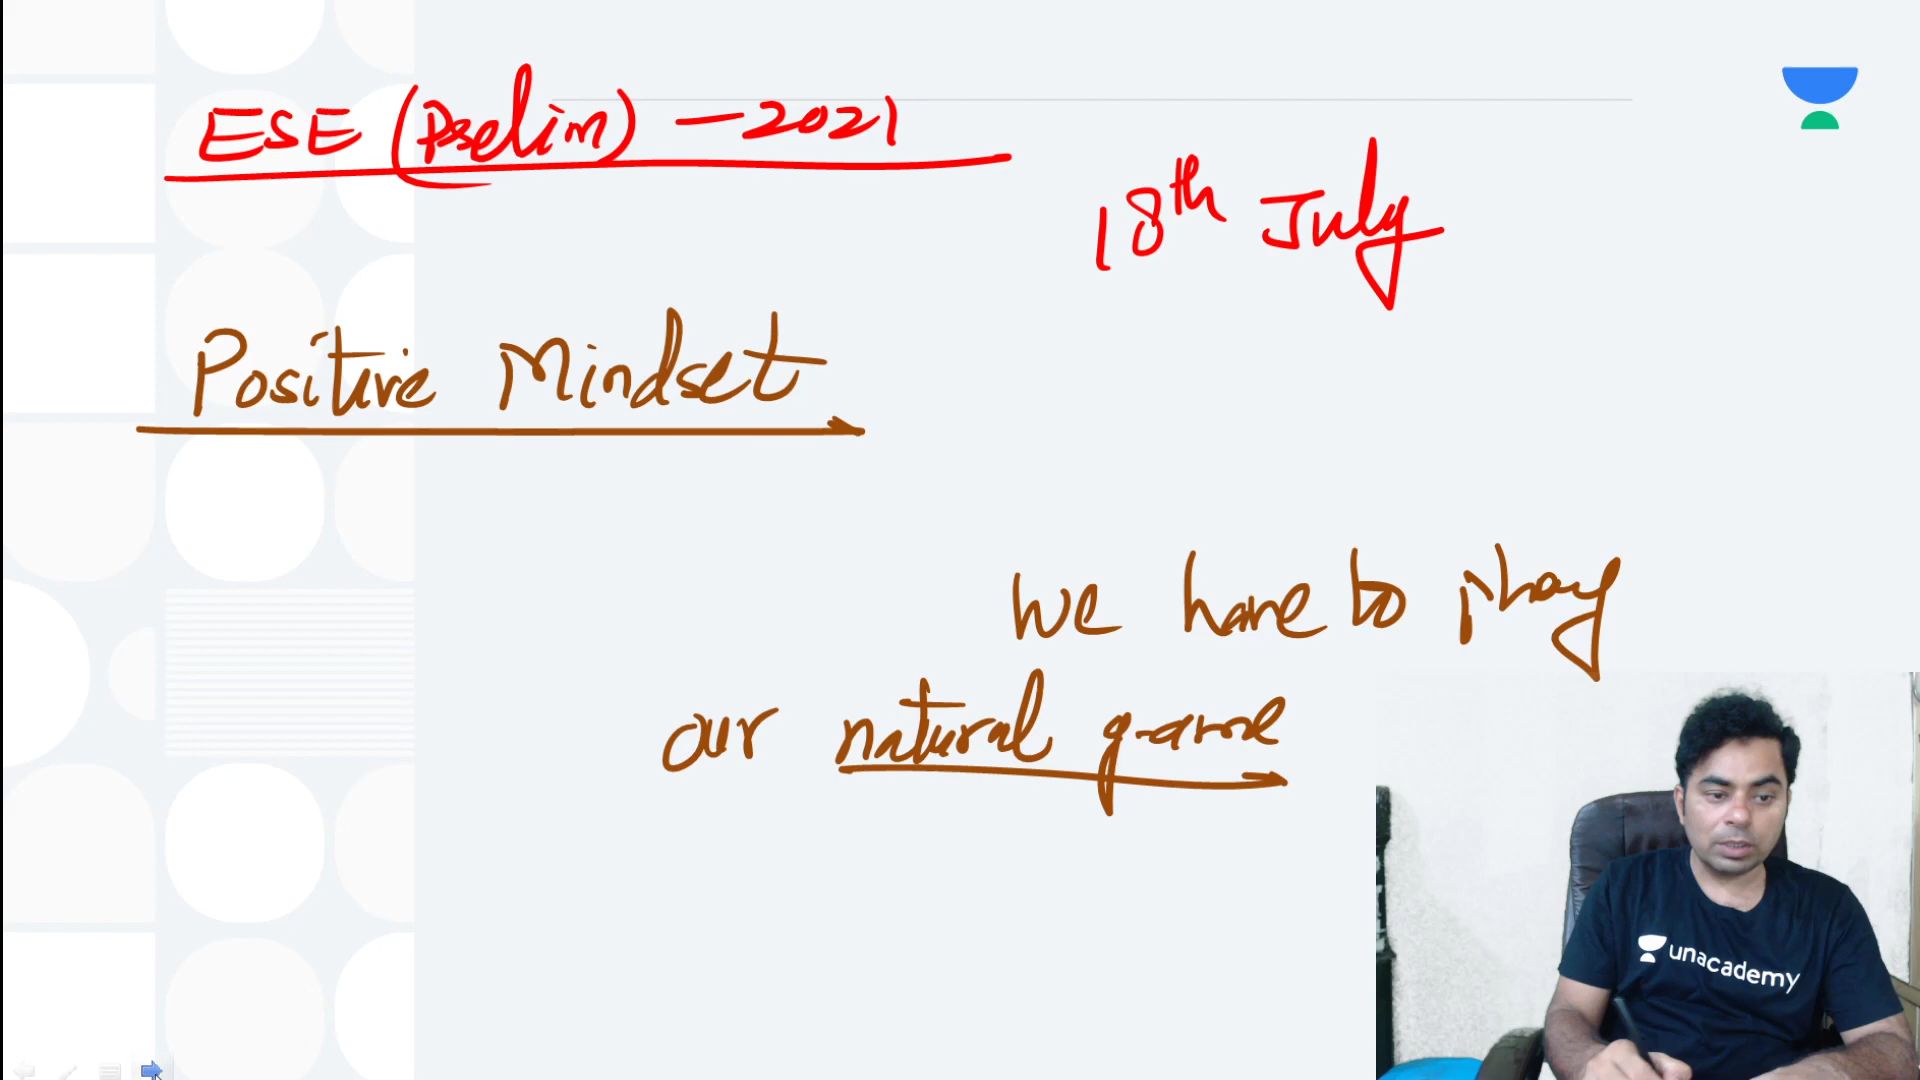 ESE (Prelim) - 2021
18th July
Positive Mindset
we have to play
our natural game
unacademy